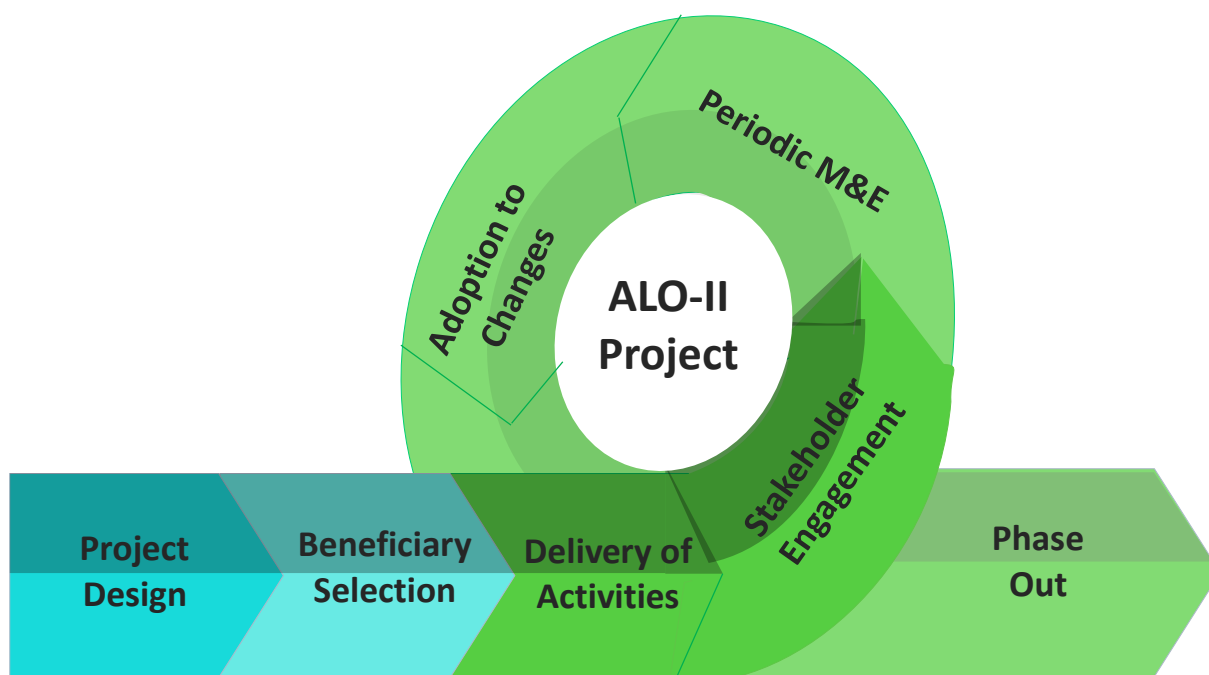 Periodic M&E
Adoption to
Changes
ALO-II
Project
Stakeholder
Engagement
Project
Design
Beneficiary
Selection
Delivery of
Activities
Phase
Out